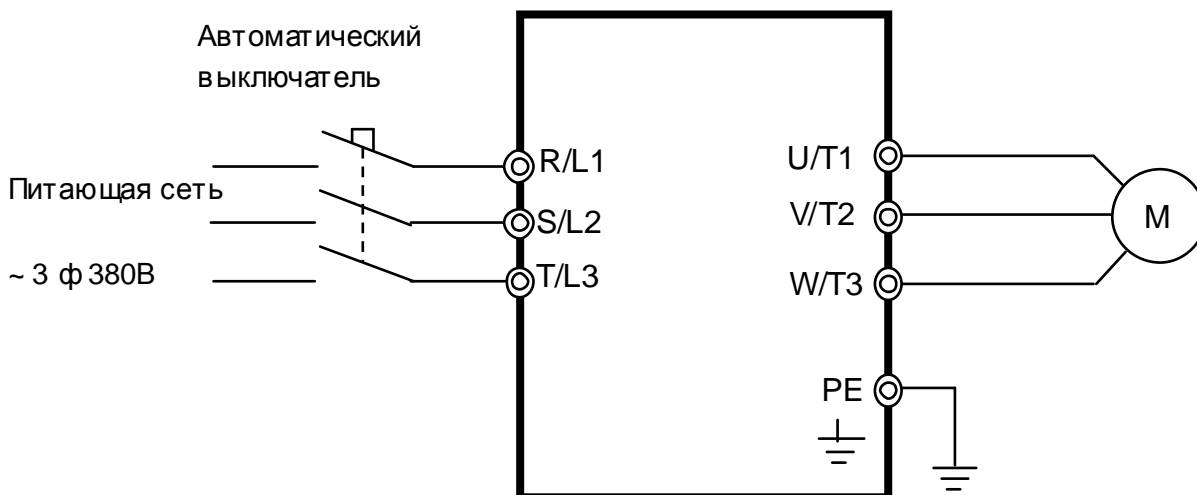 Автоматический
выключатель
R/L1
U/T1
Питающая сеть
S/L2
V/T2
M
~ 3 ф 380В
T/L3
W/T3
PE